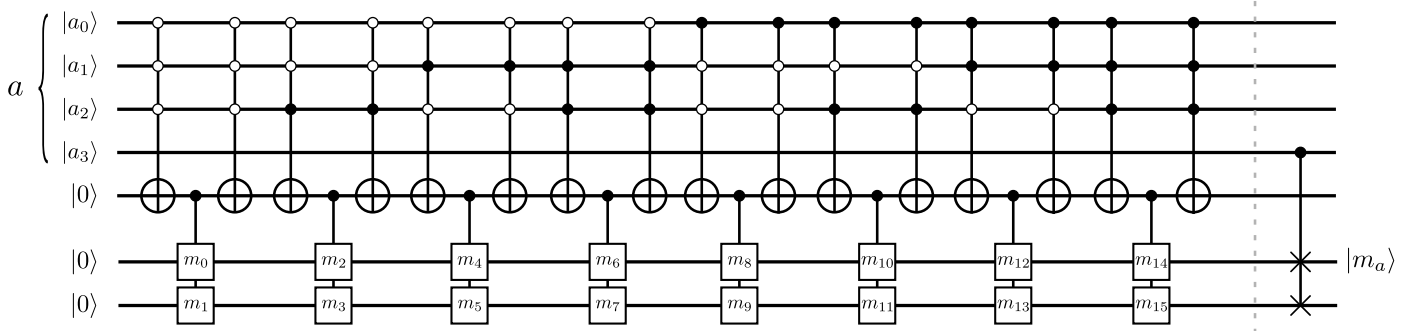 |a₀⟩
|a₁⟩
a
|a₂⟩
|a₃⟩
|0⟩
|0⟩ m₀ m₂ m₄ m₆ m₈ m₁₀ m₁₂ m₁₄ |mₐ⟩
|0⟩ m₁ m₃ m₅ m₇ m₉ m₁₁ m₁₃ m₁₅